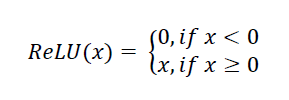 ReLU(x) = {0, if x < 0
x, if x ≥ 0